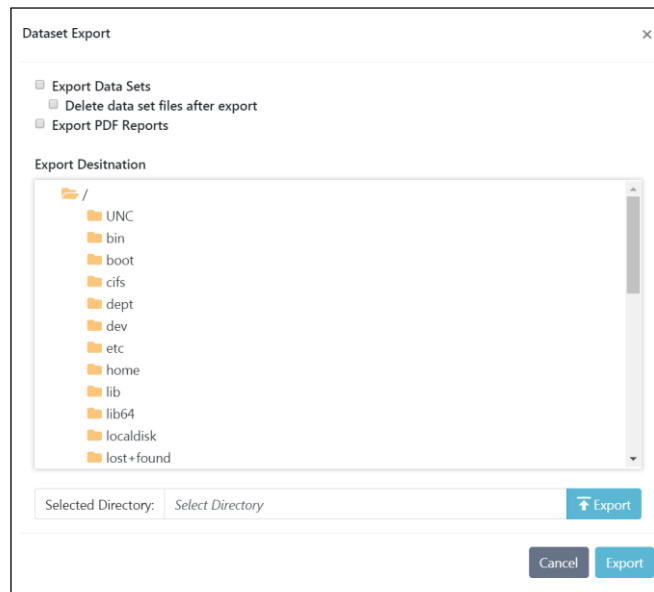 Dataset Export ×
Export Data Sets
Delete data set files after export
Export PDF Reports
Export Desitnation
/
UNC
bin
boot
cifs
dept
dev
etc
home
lib
lib64
localdisk
lost+found
Selected Directory: Select Directory Export
Cancel Export